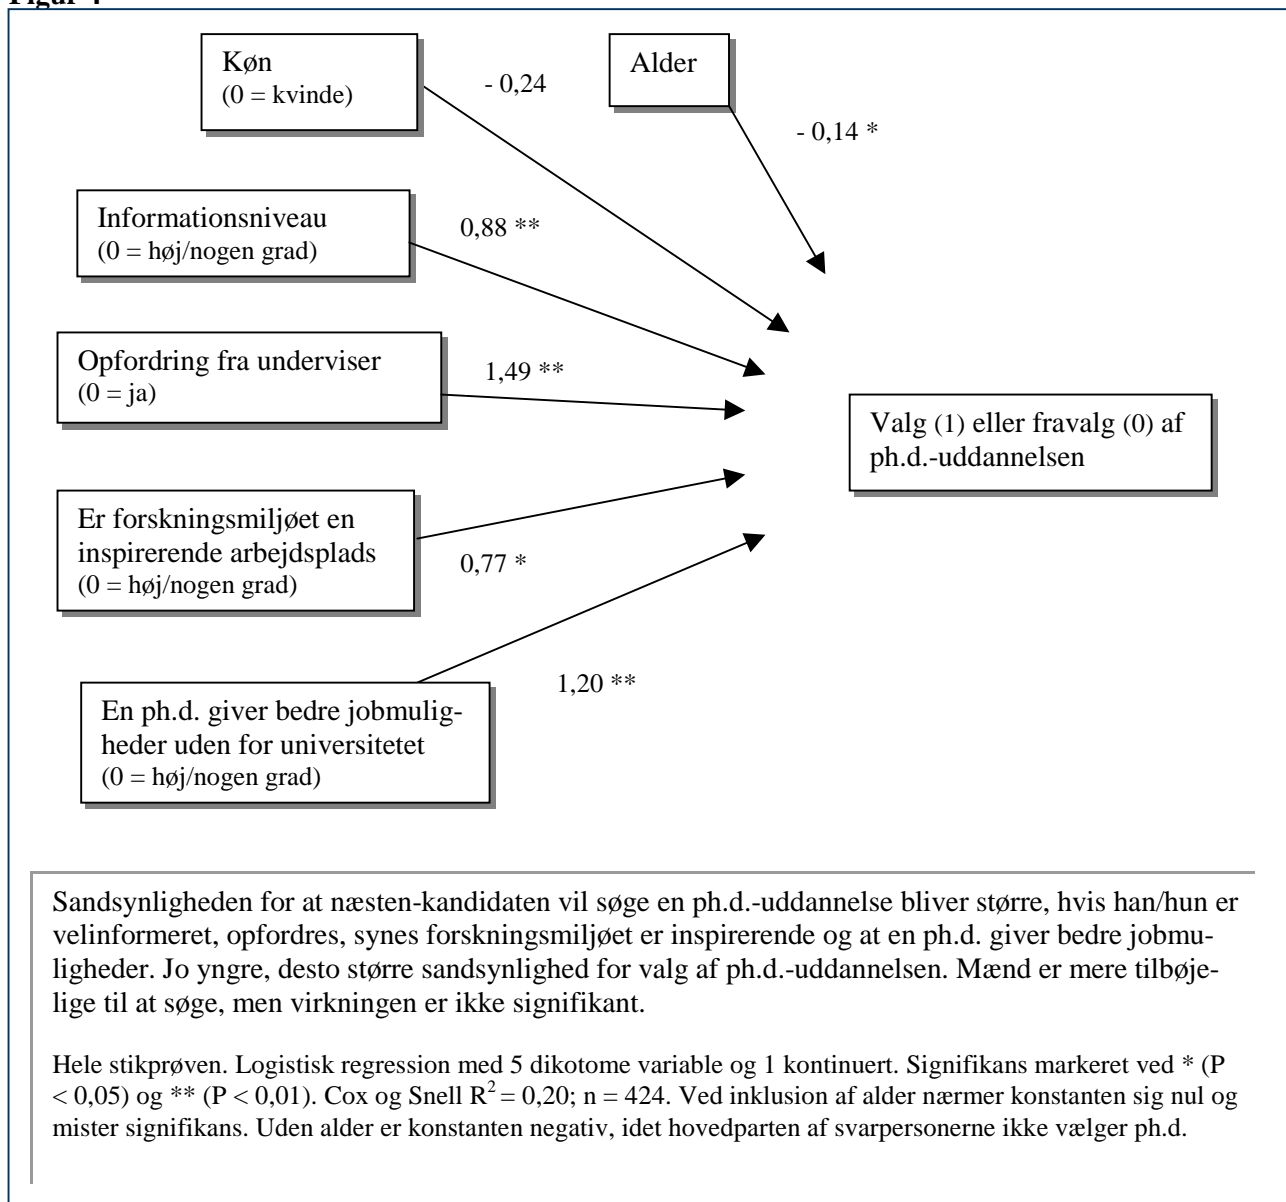 Figur 4
Køn
(0 = kvinde)
- 0,24
Alder
- 0,14 *
Informationsniveau
(0 = høj/nogen grad)
0,88 **
Opfordring fra underviser
(0 = ja)
1,49 **
Valg (1) eller fravalg (0) af
ph.d.-uddannelsen
Er forskningsmiljøet en
inspirerende arbejdsplads
(0 = høj/nogen grad)
0,77 *
1,20 **
En ph.d. giver bedre jobmulig-
heder uden for universitetet
(0 = høj/nogen grad)
Sandsynligheden for at næsten-kandidaten vil søge en ph.d.-uddannelse bliver større, hvis han/hun er
velinformeret, opfordres, synes forskningsmiljøet er inspirerende og at en ph.d. giver bedre jobmu-
ligheder. Jo yngre, desto større sandsynlighed for valg af ph.d.-uddannelsen. Mænd er mere tilbøje-
lige til at søge, men virkningen er ikke signifikant.
Hele stikprøven. Logistisk regression med 5 dikotome variable og 1 kontinuert. Signifikans markeret ved * (P
< 0,05) og ** (P < 0,01). Cox og Snell R² = 0,20; n = 424. Ved inklusion af alder nærmer konstanten sig nul og
mister signifikans. Uden alder er konstanten negativ, idet hovedparten af svarpersonerne ikke vælger ph.d.